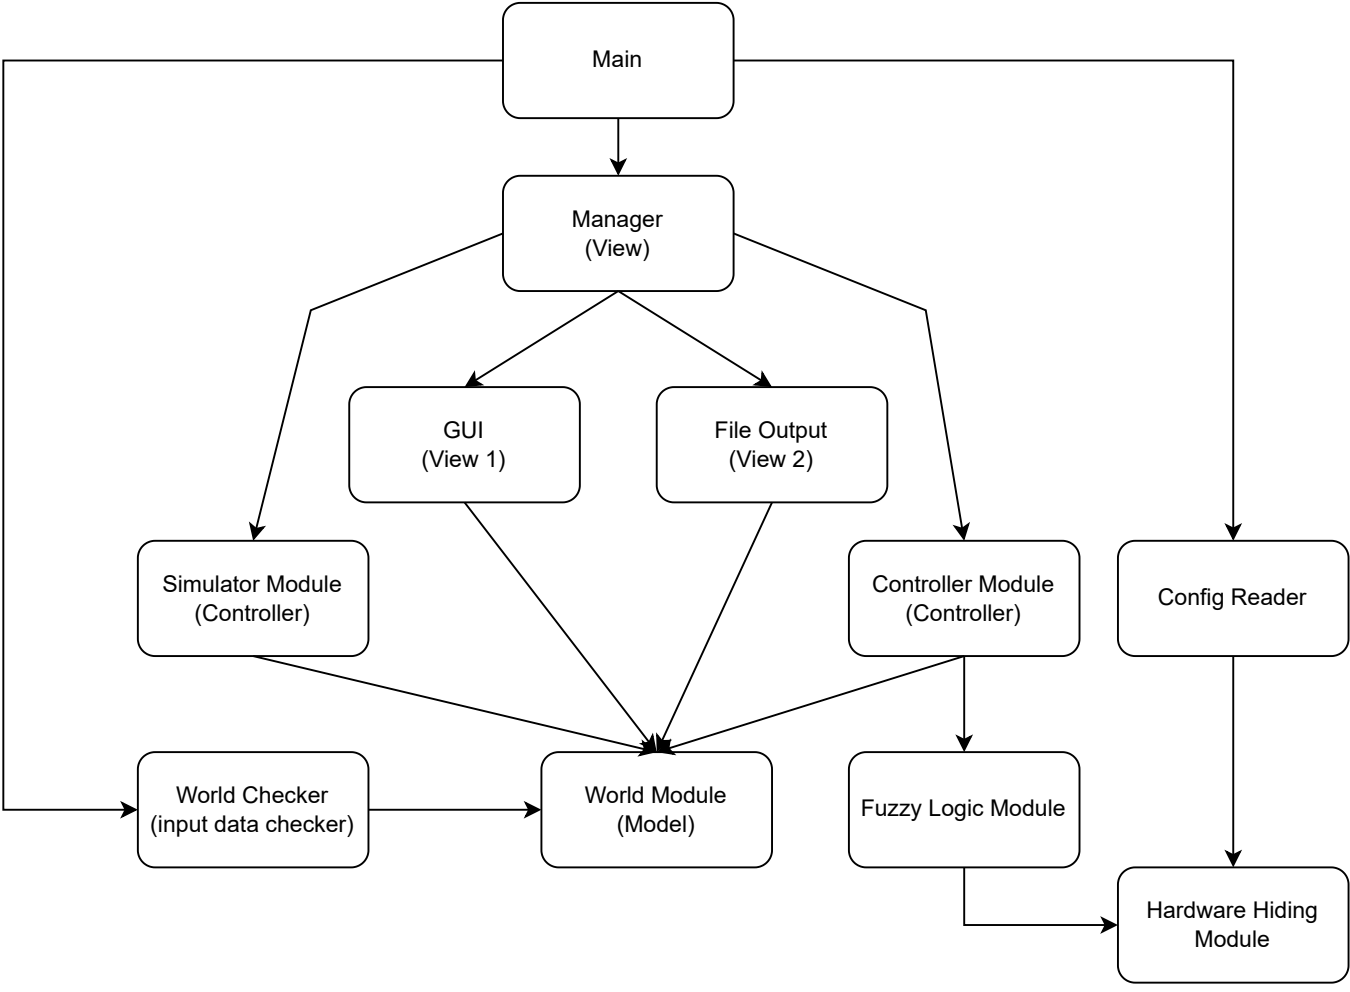 Main
Manager
(View)
GUI
(View 1)
File Output
(View 2)
Simulator Module
(Controller)
Controller Module
(Controller)
Config Reader
World Checker
(input data checker)
World Module
(Model)
Fuzzy Logic Module
Hardware Hiding
Module